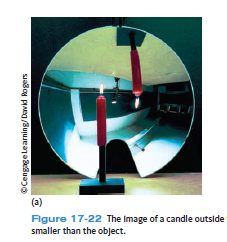 © Cengage Learning/David Rogers
(a)
Figure 17-22 The image of a candle outside
smaller than the object.